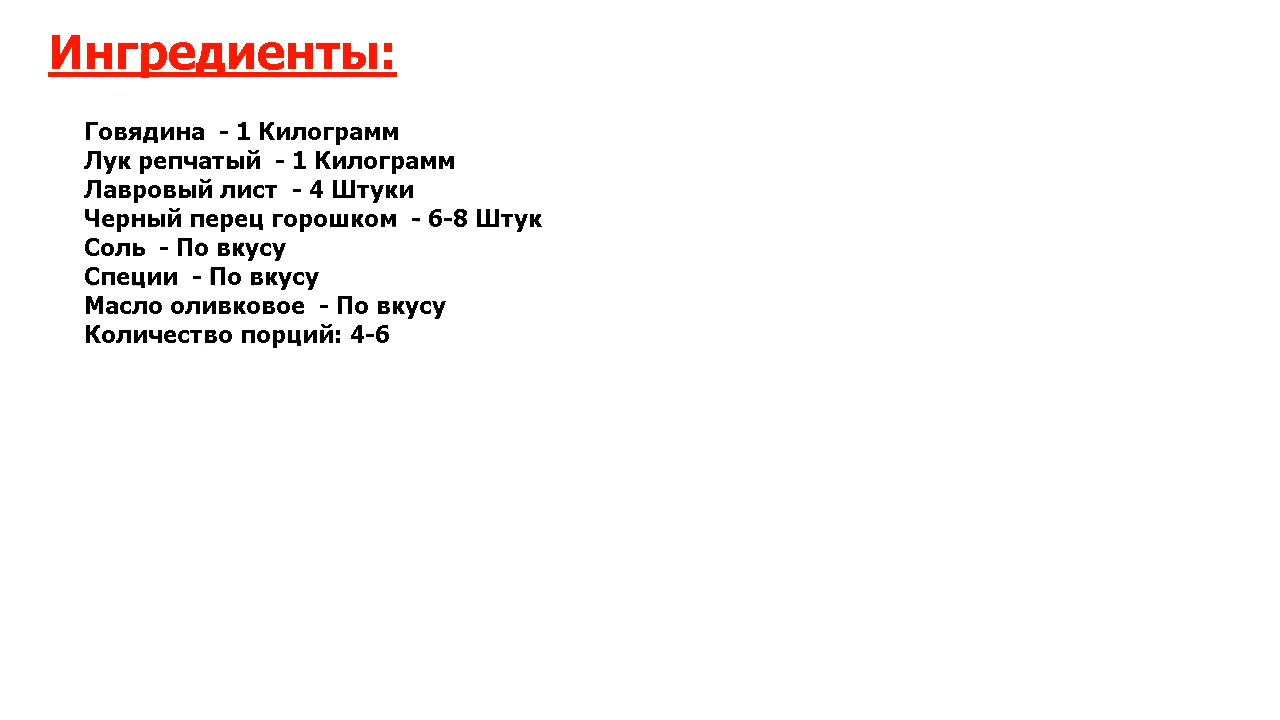 Ингредиенты:
Говядина  - 1 Килограмм
Лук репчатый  - 1 Килограмм
Лавровый лист  - 4 Штуки
Черный перец горошком  - 6-8 Штук
Соль  - По вкусу
Специи  - По вкусу
Масло оливковое  - По вкусу
Количество порций: 4-6